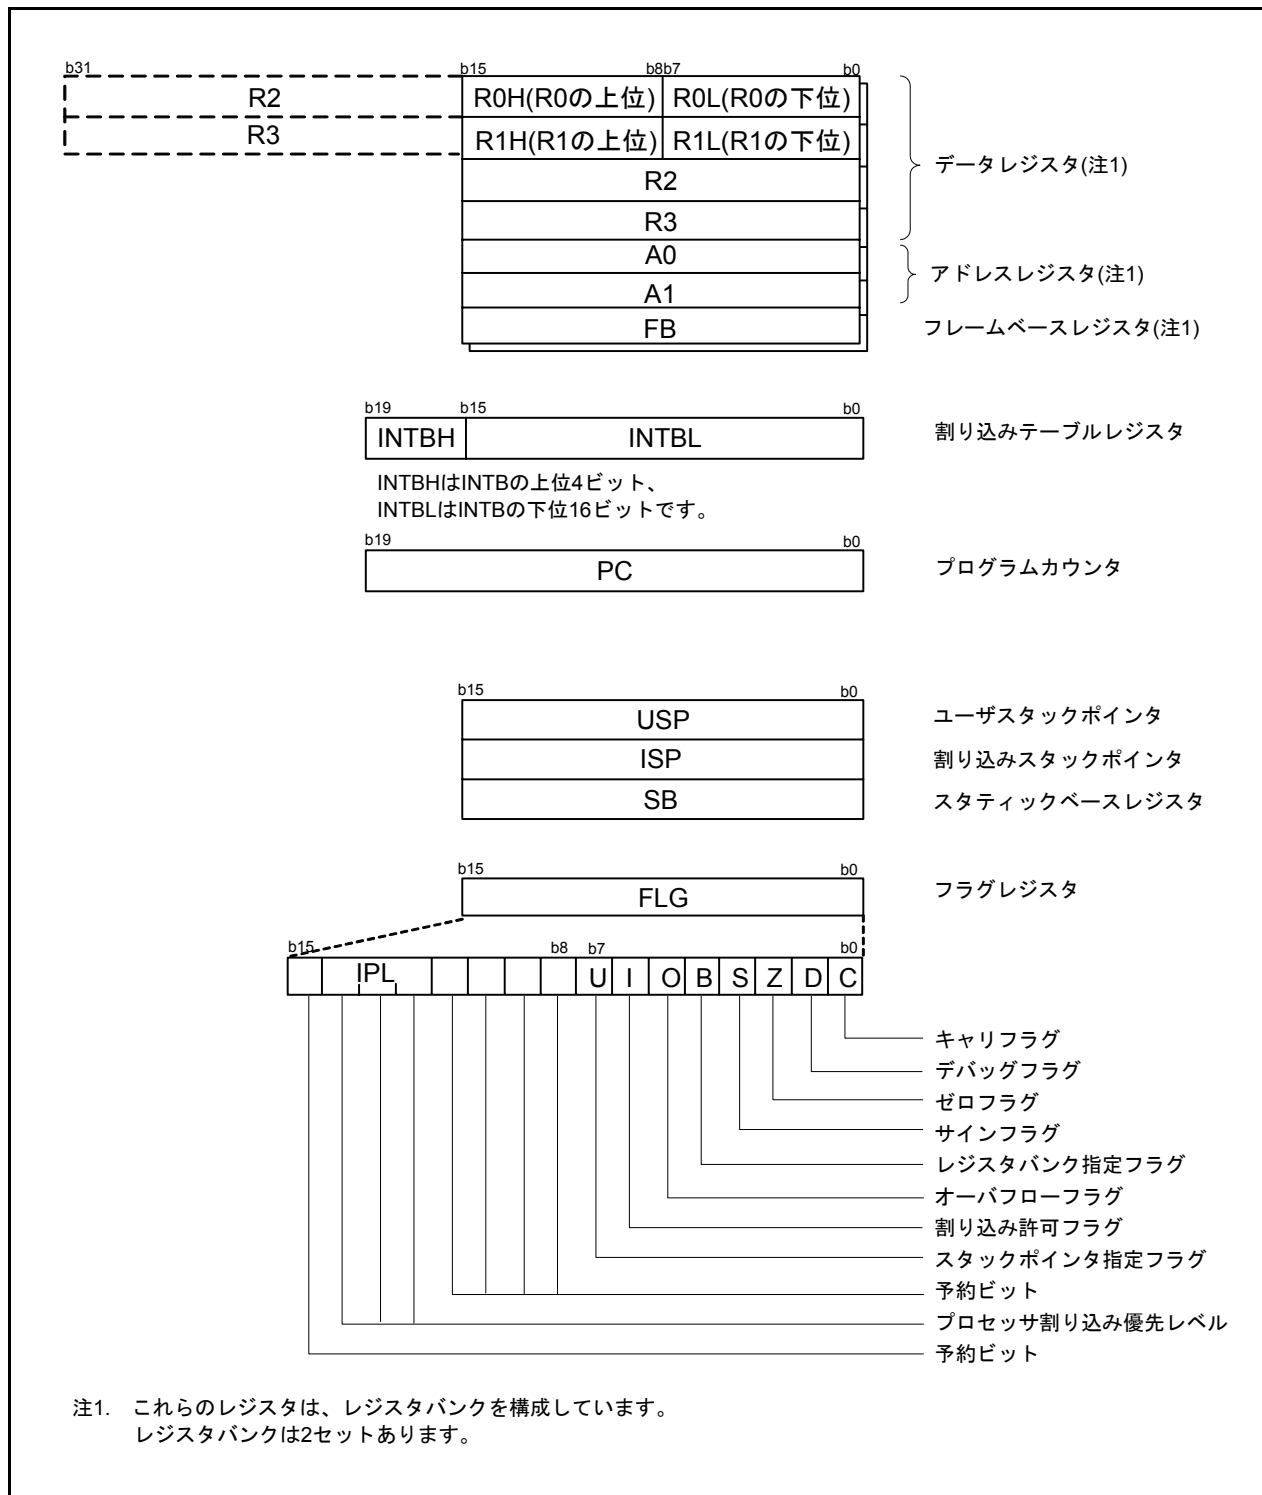 b31 b15 b8b7 b0
R2 R0H(R0の上位) R0L(R0の下位)
R3 R1H(R1の上位) R1L(R1の下位)
データレジスタ(注1)
R2
R3
A0
アドレスレジスタ(注1)
A1
FB フレームベースレジスタ(注1)
b19 b15 b0
INTBH INTBL 割り込みテーブルレジスタ
INTBHはINTBの上位4ビット、
INTBLはINTBの下位16ビットです。
b19 b0
PC プログラムカウンタ
b15 b0
USP ユーザスタックポインタ
ISP 割り込みスタックポインタ
SB スタティックベースレジスタ
b15 b0
FLG フラグレジスタ
b15 b8 b7 b0
IPL U I O B S Z D C
キャリフラグ
デバッグフラグ
ゼロフラグ
サインフラグ
レジスタバンク指定フラグ
オーバフローフラグ
割り込み許可フラグ
スタックポインタ指定フラグ
予約ビット
プロセッサ割り込み優先レベル
予約ビット
注1. これらのレジスタは、レジスタバンクを構成しています。
レジスタバンクは2セットあります。